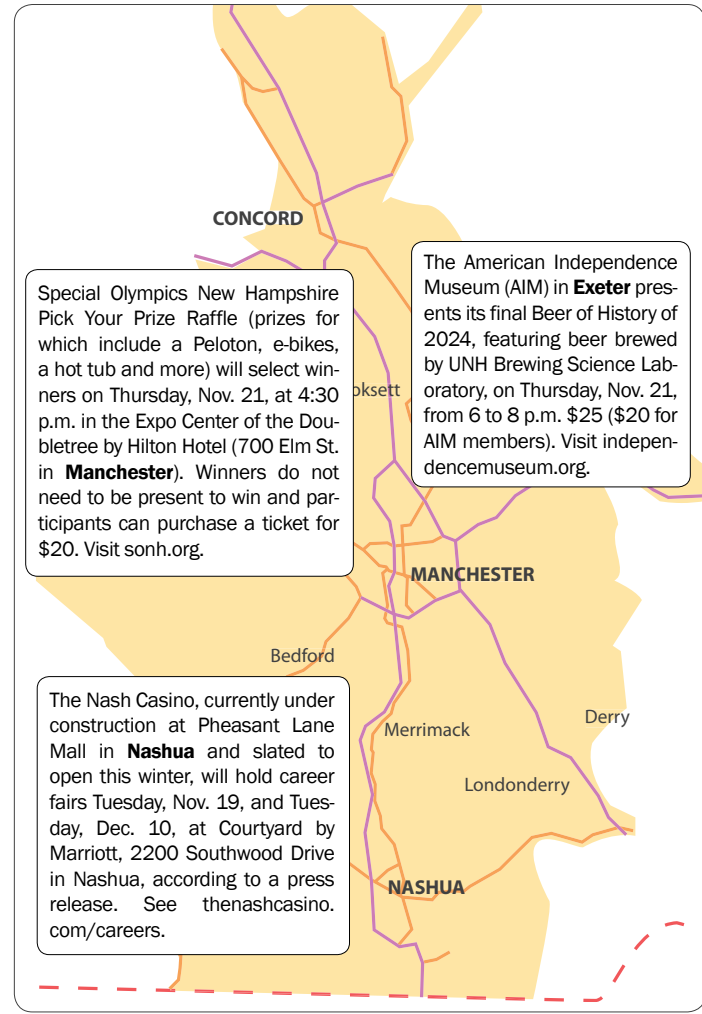 CONCORD
The American Independence
Museum (AIM) in Exeter pres-
ents its final Beer of History of
2024, featuring beer brewed
by UNH Brewing Science Lab-
oratory, on Thursday, Nov. 21,
from 6 to 8 p.m. $25 ($20 for
AIM members). Visit indepen-
dencemuseum.org.
Special Olympics New Hampshire
Pick Your Prize Raffle (prizes for
which include a Peloton, e-bikes,
a hot tub and more) will select win-
ners on Thursday, Nov. 21, at 4:30
p.m. in the Expo Center of the Dou-
bletree by Hilton Hotel (700 Elm St.
in Manchester). Winners do not
need to be present to win and par-
ticipants can purchase a ticket for
$20. Visit sonh.org.
oksett
MANCHESTER
Bedford
Merrimack
Derry
Londonderry
The Nash Casino, currently under
construction at Pheasant Lane
Mall in Nashua and slated to
open this winter, will hold career
fairs Tuesday, Nov. 19, and Tues-
day, Dec. 10, at Courtyard by
Marriott, 2200 Southwood Drive
in Nashua, according to a press
release. See thenashcasino.
com/careers.
NASHUA